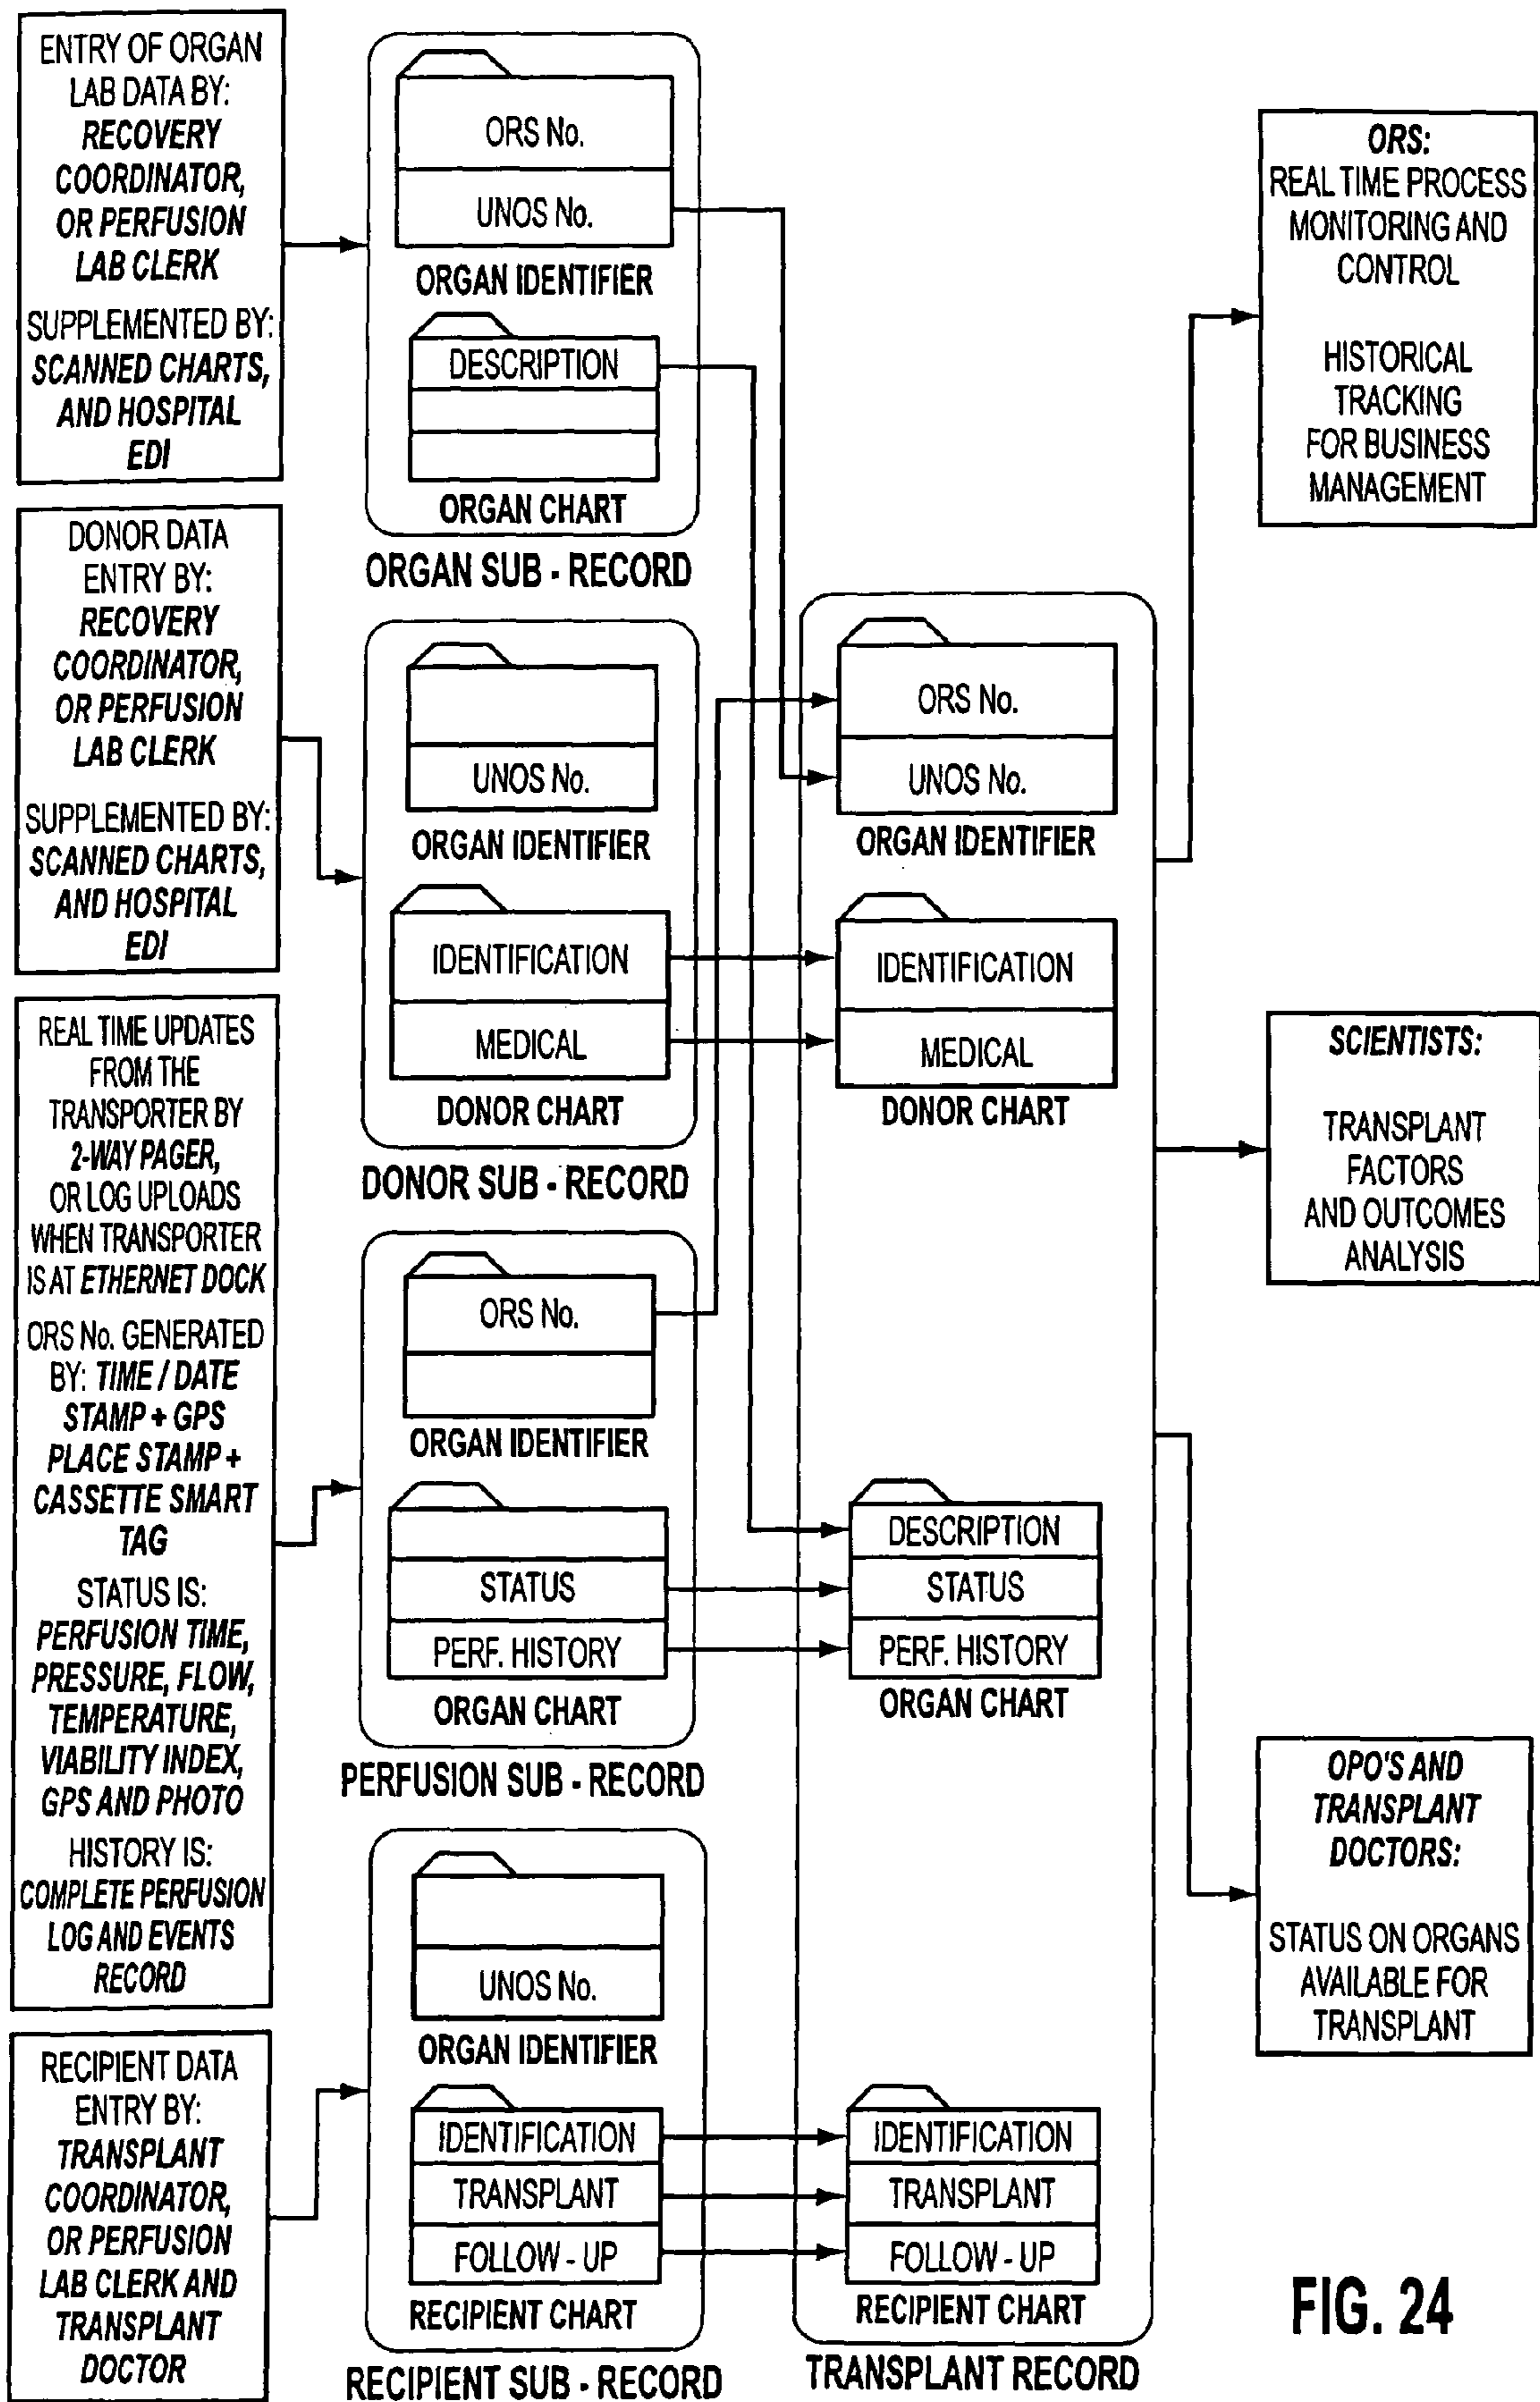 ENTRY OF ORGAN
LAB DATA BY:
RECOVERY
COORDINATOR,
OR PERFUSION
LAB CLERK
SUPPLEMENTED BY:
SCANNED CHARTS,
AND HOSPITAL
EDI
DONOR DATA
ENTRY BY:
RECOVERY
COORDINATOR,
OR PERFUSION
LAB CLERK
SUPPLEMENTED BY:
SCANNED CHARTS,
AND HOSPITAL
EDI
REAL TIME UPDATES
FROM THE
TRANSPORTER BY
2-WAY PAGER,
OR LOG UPLOADS
WHEN TRANSPORTER
IS AT ETHERNET DOCK
ORS No. GENERATED
BY: TIME / DATE
STAMP + GPS
PLACE STAMP +
CASSETTE SMART
TAG
STATUS IS:
PERFUSION TIME,
PRESSURE, FLOW,
TEMPERATURE,
VIABILITY INDEX,
GPS AND PHOTO
HISTORY IS:
COMPLETE PERFUSION
LOG AND EVENTS
RECORD
RECIPIENT DATA
ENTRY BY:
TRANSPLANT
COORDINATOR,
OR PERFUSION
LAB CLERK AND
TRANSPLANT
DOCTOR
ORS No.
UNOS No.
ORGAN IDENTIFIER
DESCRIPTION
ORGAN CHART
ORGAN SUB - RECORD
UNOS No.
ORGAN IDENTIFIER
IDENTIFICATION
MEDICAL
DONOR CHART
DONOR SUB - RECORD
ORS No.
ORGAN IDENTIFIER
STATUS
PERF. HISTORY
ORGAN CHART
PERFUSION SUB - RECORD
UNOS No.
ORGAN IDENTIFIER
IDENTIFICATION
TRANSPLANT
FOLLOW - UP
RECIPIENT CHART
RECIPIENT SUB - RECORD
ORS No.
UNOS No.
ORGAN IDENTIFIER
IDENTIFICATION
MEDICAL
DONOR CHART
DESCRIPTION
STATUS
PERF. HISTORY
ORGAN CHART
IDENTIFICATION
TRANSPLANT
FOLLOW - UP
RECIPIENT CHART
TRANSPLANT RECORD
ORS:
REAL TIME PROCESS
MONITORING AND
CONTROL
HISTORICAL
TRACKING
FOR BUSINESS
MANAGEMENT
SCIENTISTS:
TRANSPLANT
FACTORS
AND OUTCOMES
ANALYSIS
OPO'S AND
TRANSPLANT
DOCTORS:
STATUS ON ORGANS
AVAILABLE FOR
TRANSPLANT
FIG. 24